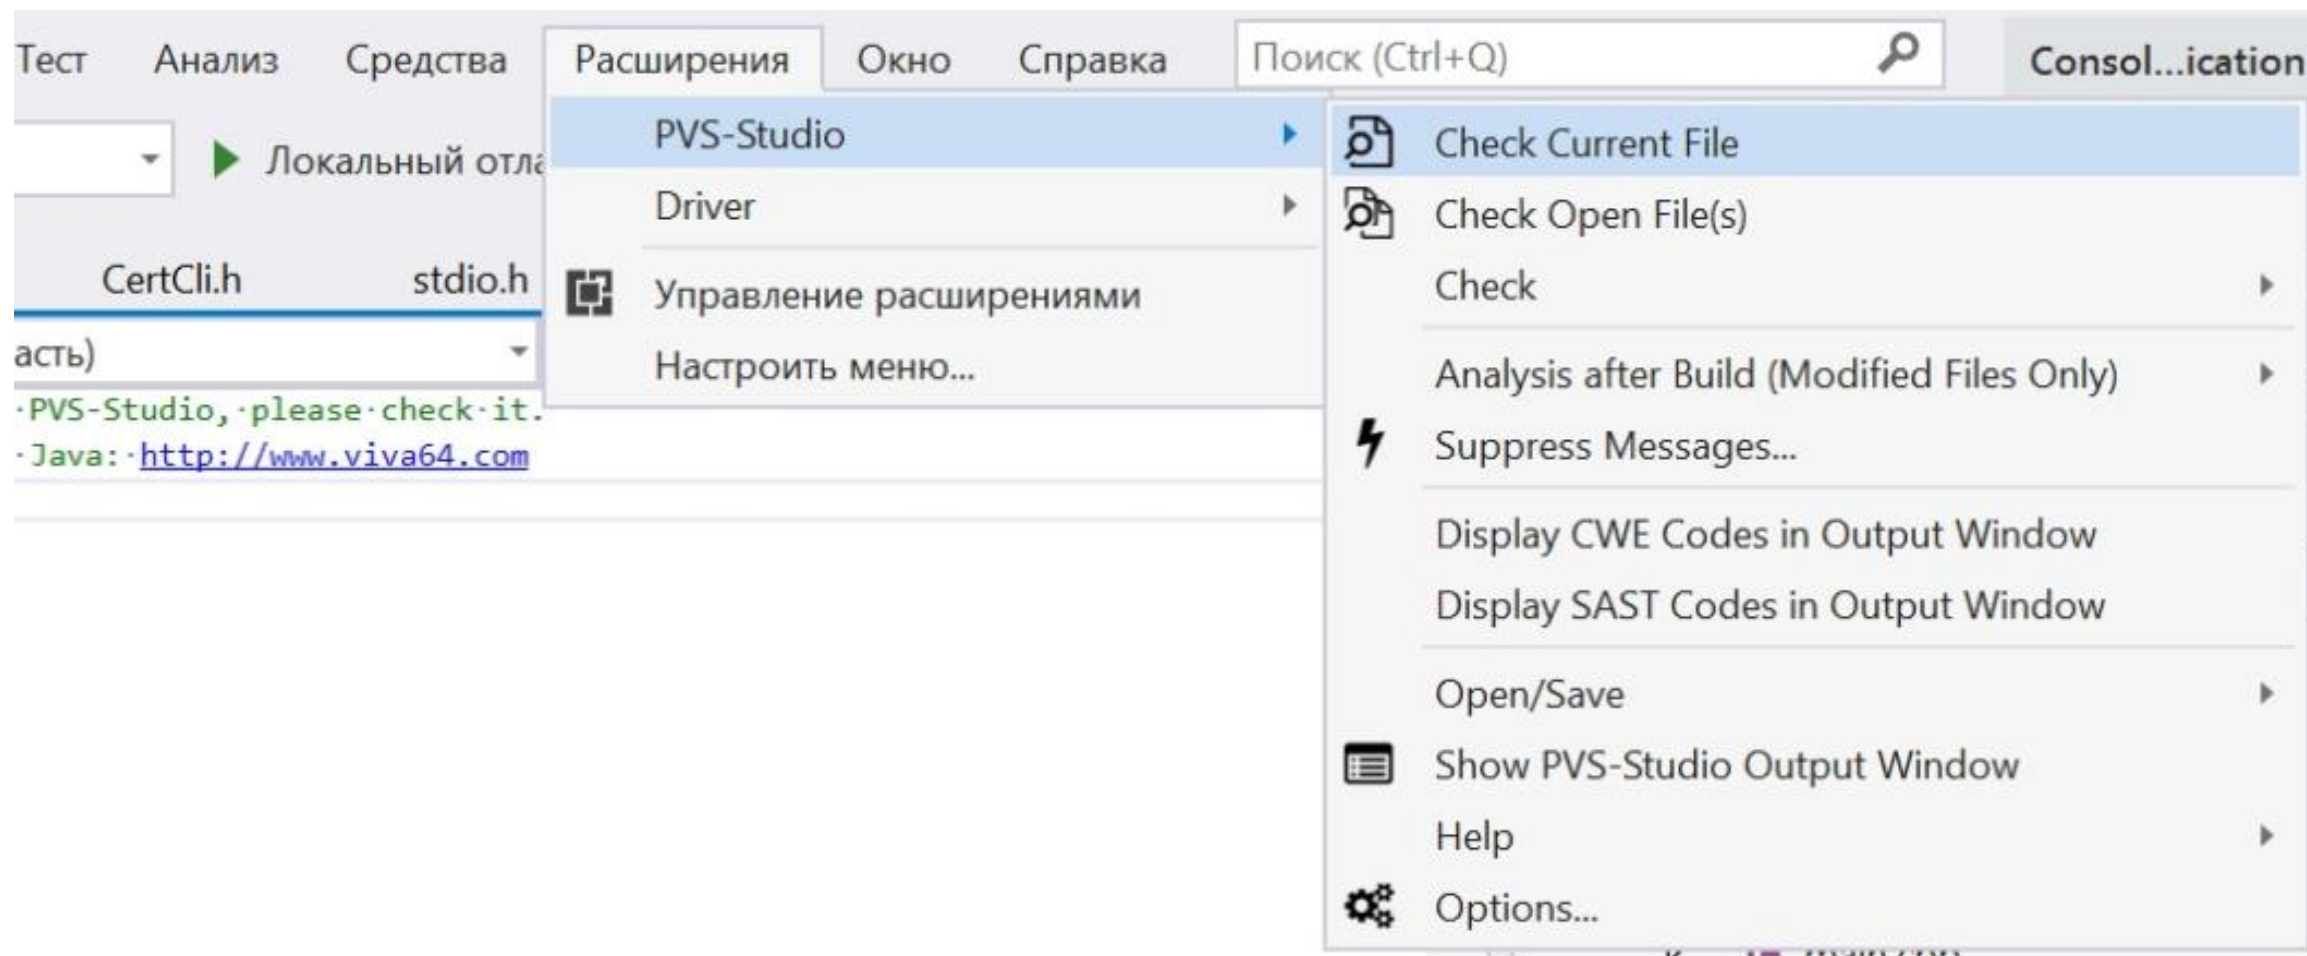 Тест Анализ Средства Расширения Окно Справка Поиск (Ctrl+Q) Consol...ication
Локальный отла
CertCli.h stdio.h
асть)
·PVS-Studio,·please·check·it.
·Java:·http://www.viva64.com
PVS-Studio
Driver
Управление расширениями
Настроить меню...
Check Current File
Check Open File(s)
Check
Analysis after Build (Modified Files Only)
Suppress Messages...
Display CWE Codes in Output Window
Display SAST Codes in Output Window
Open/Save
Show PVS-Studio Output Window
Help
Options...